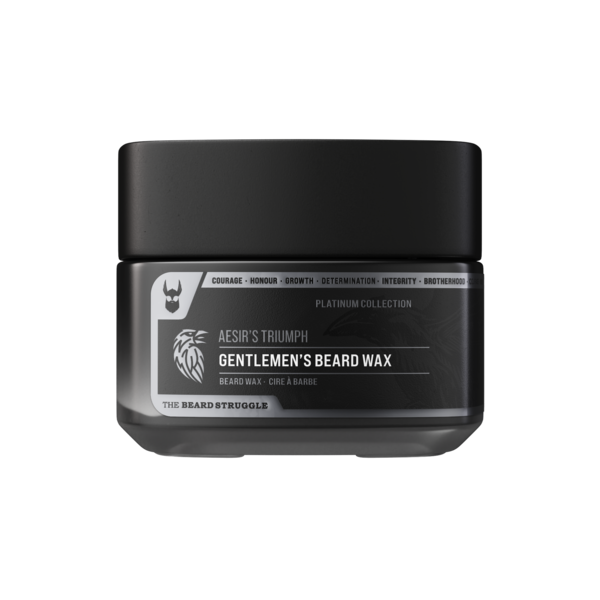 COURAGE • HONOUR • GROWTH • DETERMINATION • INTEGRITY • BROTHERHOOD •
PLATINUM COLLECTION
AESIR'S TRIUMPH
GENTLEMEN'S BEARD WAX
BEARD WAX • CIRE À BARBE
THE BEARD STRUGGLE